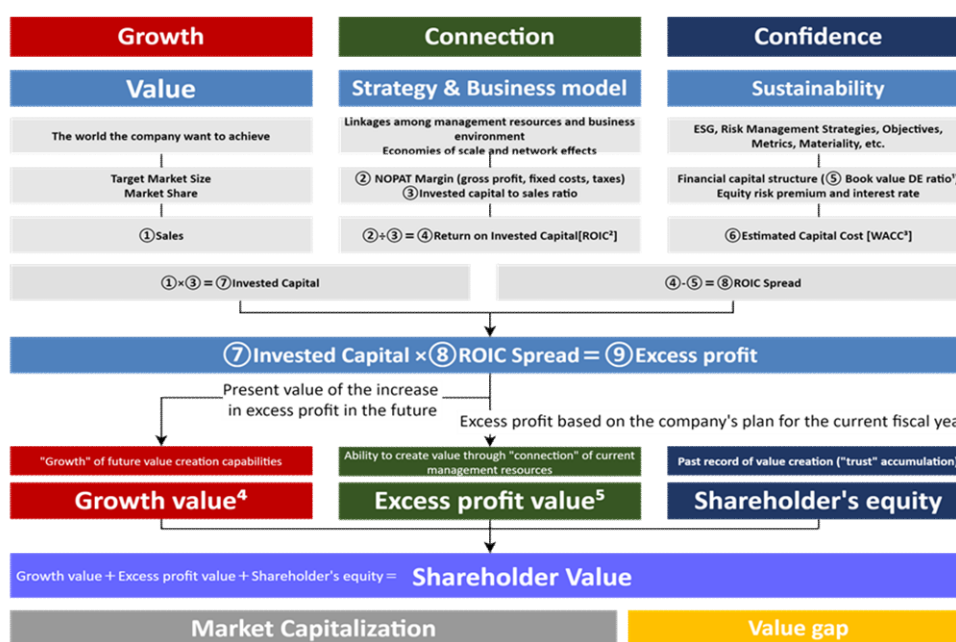 Growth
Connection
Confidence
Value
Strategy & Business model
Sustainability
The world the company want to achieve
Linkages among management resources and business
environment
Economies of scale and network effects
ESG, Risk Management Strategies, Objectives,
Metrics, Materiality, etc.
Target Market Size
Market Share
② NOPAT Margin (gross profit, fixed costs, taxes)
③Invested capital to sales ratio
Financial capital structure (⑤ Book value DE ratio¹)
Equity risk premium and interest rate
①Sales
②÷③＝④Return on Invested Capital[ROIC²]
⑥Estimated Capital Cost [WACC³]
①×③＝⑦Invested Capital
④-⑤＝⑧ROIC Spread
⑦Invested Capital ×⑧ROIC Spread＝⑨Excess profit
Present value of the increase
in excess profit in the future
Excess profit based on the company's plan for the current fiscal yea
"Growth" of future value creation capabilities
Ability to create value through "connection" of current
management resources
Past record of value creation ("trust" accumulation)
Growth value⁴
Excess profit value⁵
Shareholder's equity
Growth value＋Excess profit value＋Shareholder's equity＝ Shareholder Value
Market Capitalization
Value gap